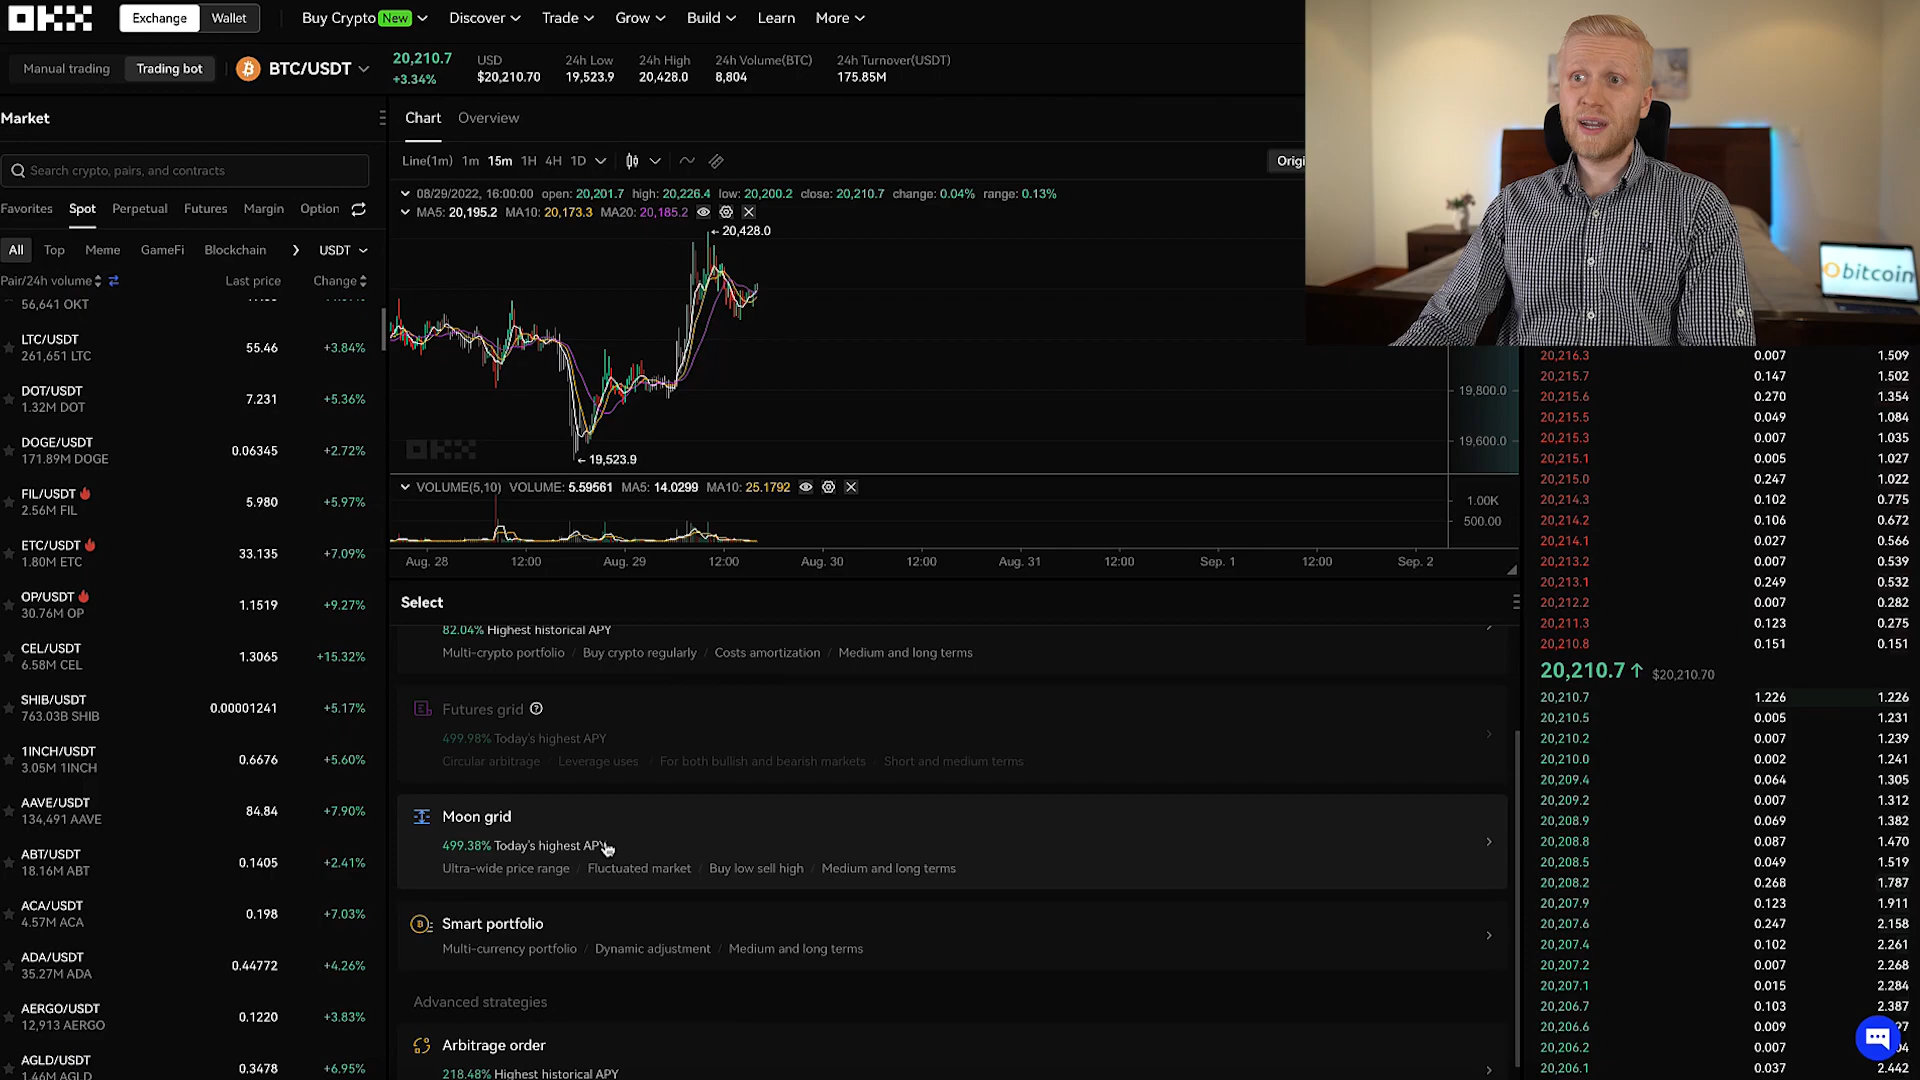 OKX Exchange Wallet Buy Crypto New Discover Trade Grow Build Learn More
Manual trading Trading bot BTC/USDT
20,210.7 USD 24h Low 24h High 24h Volume(BTC) 24h Turnover(USDT)
+3.34% $20,210.70 19,523.9 20,428.0 8,804 175.85M
Market
Search crypto, pairs, and contracts
Favorites Spot Perpetual Futures Margin Option
All Top Meme GameFi Blockchain USDT
Pair/24h volume Last price Change
56,641 OKT
LTC/USDT
261,651 LTC 55.46 +3.84%
DOT/USDT
1.32M DOT 7.231 +5.36%
DOGE/USDT
171.89M DOGE 0.06345 +2.72%
FIL/USDT
2.56M FIL 5.980 +5.97%
ETC/USDT
1.80M ETC 33.135 +7.09%
OP/USDT
30.76M OP 1.1519 +9.27%
CEL/USDT
6.58M CEL 1.3065 +15.32%
SHIB/USDT
763.03B SHIB 0.00001241 +5.17%
1INCH/USDT
3.05M 1INCH 0.6676 +5.60%
AAVE/USDT
134,491 AAVE 84.84 +7.90%
ABT/USDT
18.16M ABT 0.1405 +2.41%
ACA/USDT
4.57M ACA 0.198 +7.03%
ADA/USDT
35.27M ADA 0.44772 +4.26%
AERGO/USDT
12,913 AERGO 0.1220 +3.83%
AGLD/USDT
1.46M AGLD 0.3478 +6.95%
Chart Overview
Line(1m) 1m 15m 1H 4H 1D Origi
08/29/2022, 16:00:00 open: 20,201.7 high: 20,226.4 low: 20,200.2 close: 20,210.7 change: 0.04% range: 0.13%
MA5: 20,195.2 MA10: 20,173.3 MA20: 20,185.2
20,428.0
19,800.0
19,600.0
OKX
19,523.9
VOLUME(5,10) VOLUME: 5.59561 MA5: 14.0299 MA10: 25.1792
1.00K
500.00
Aug. 28 12:00 Aug. 29 12:00 Aug. 30 12:00 Aug. 31 12:00 Sep. 1 12:00 Sep. 2
Select
82.04% Highest historical APY
Multi-crypto portfolio / Buy crypto regularly / Costs amortization / Medium and long terms
Futures grid
499.98% Today's highest APY
Circular arbitrage / Leverage uses / For both bullish and bearish markets / Short and medium terms
Moon grid
499.38% Today's highest APY
Ultra-wide price range / Fluctuated market / Buy low sell high / Medium and long terms
Smart portfolio
Multi-currency portfolio / Dynamic adjustment / Medium and long terms
Advanced strategies
Arbitrage order
218.48% Highest historical APY
bitcoin
20,216.3 0.007 1.509
20,215.7 0.147 1.502
20,215.6 0.270 1.354
20,215.5 0.049 1.084
20,215.3 0.007 1.035
20,215.1 0.005 1.027
20,215.0 0.247 1.022
20,214.3 0.102 0.775
20,214.2 0.106 0.672
20,214.1 0.027 0.566
20,213.2 0.007 0.539
20,213.1 0.249 0.532
20,212.2 0.007 0.282
20,211.3 0.123 0.275
20,210.8 0.151 0.151
20,210.7 $20,210.70
20,210.7 1.226 1.226
20,210.5 0.005 1.231
20,210.2 0.007 1.239
20,210.0 0.002 1.241
20,209.4 0.064 1.305
20,209.2 0.007 1.312
20,208.9 0.069 1.382
20,208.8 0.087 1.470
20,208.5 0.049 1.519
20,208.2 0.268 1.787
20,207.9 0.123 1.911
20,207.6 0.247 2.158
20,207.4 0.102 2.261
20,207.2 0.007 2.268
20,207.1 0.015 2.284
20,206.7 0.103 2.387
20,206.6 0.009
20,206.2 0.007
20,206.1 0.037 2.442